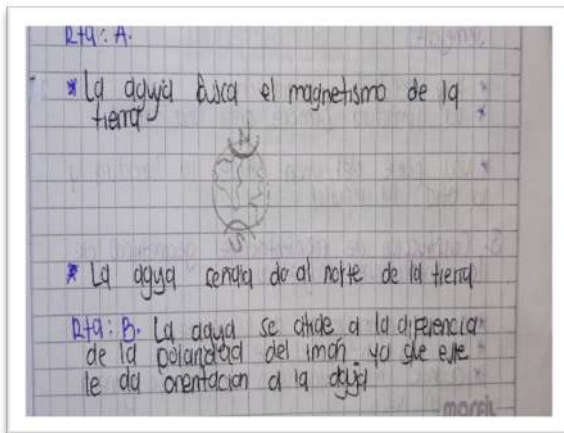 Rta: A.
* La aguja busca el magnetismo de la
tierra
N
S
* La aguja señala do al norte de la tierra
Rta: B. La aguja se atrae a la diferencia
de la polaridad del iman. ya que este
le da orientacion a la aguja